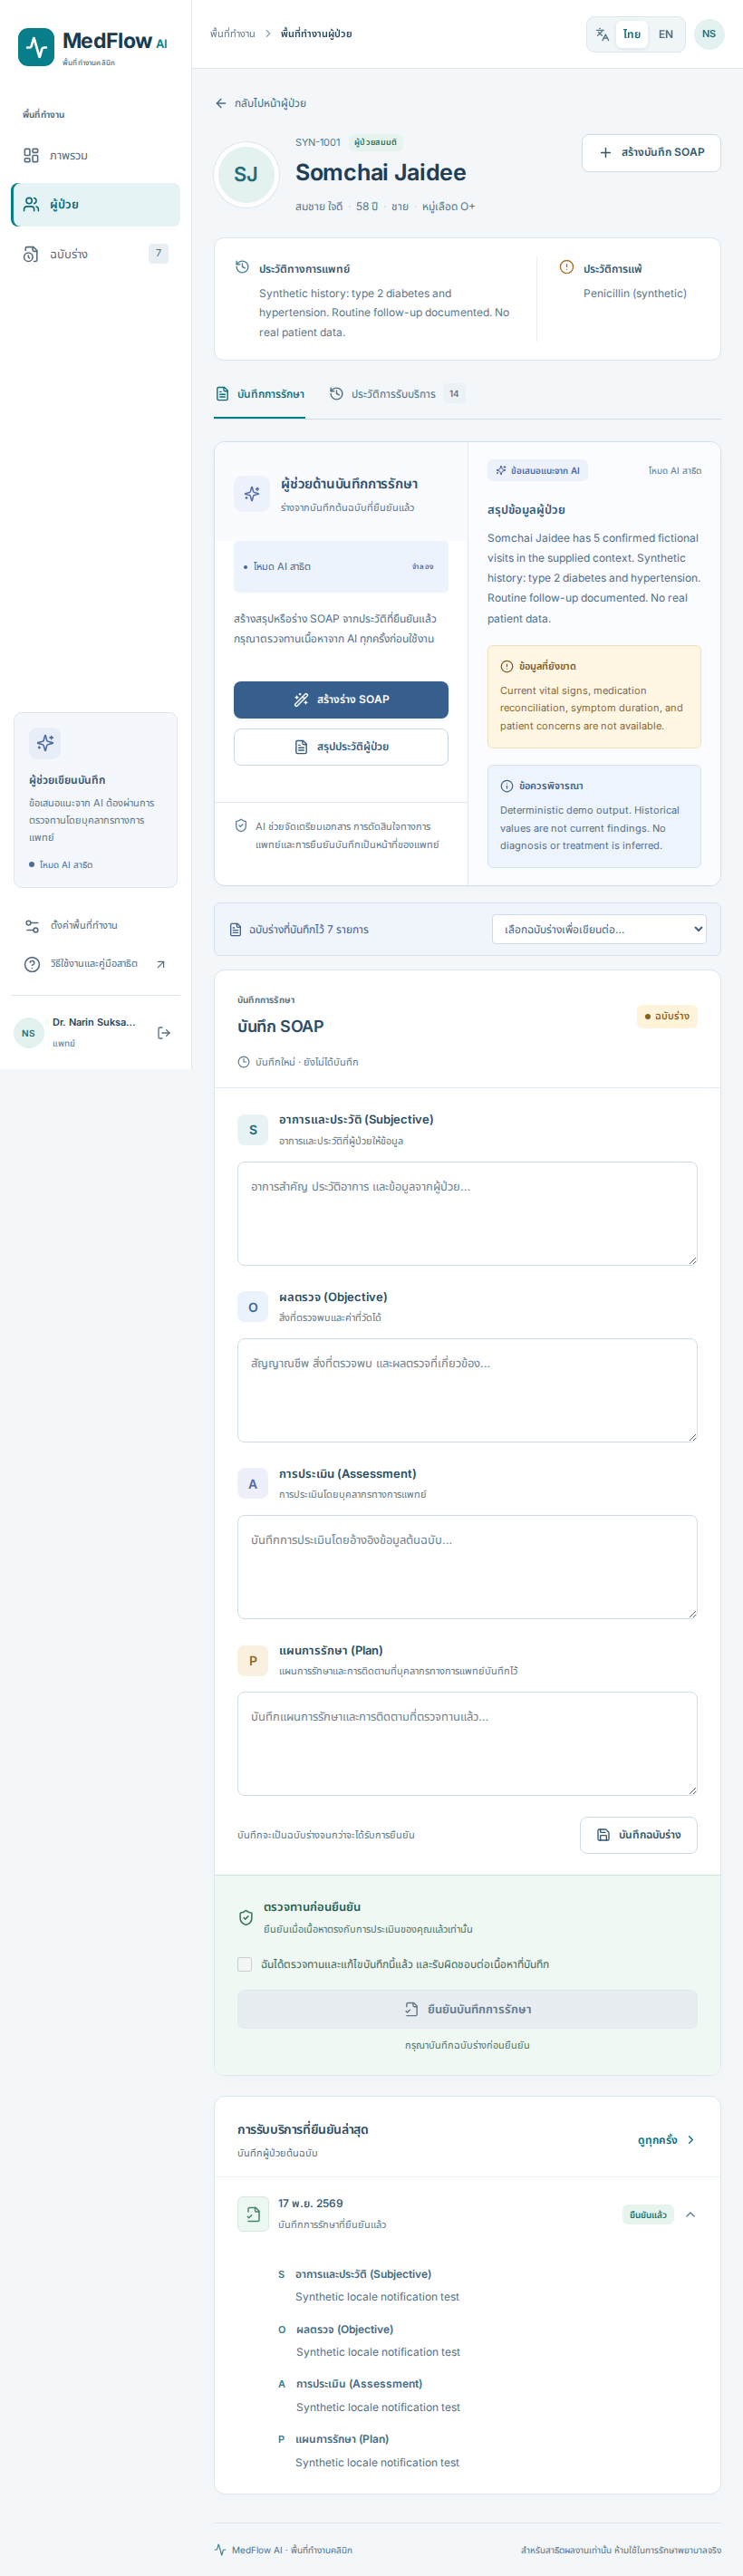 MedFlow AI
พื้นที่ทำงานคลินิก
พื้นที่ทำงาน
ภาพรวม
ผู้ป่วย
ฉบับร่าง 7
ผู้ช่วยเขียนบันทึก
ข้อเสนอแนะจาก AI ต้องผ่านการ
ตรวจทานโดยบุคลากรทางการ
แพทย์
โหมด AI สาธิต
ตั้งค่าพื้นที่ทำงาน
วิธีใช้งานและคู่มือสาธิต
NS Dr. Narin Suksa...
แพทย์
พื้นที่ทำงาน พื้นที่ทำงานผู้ป่วย
ไทย EN NS
กลับไปหน้าผู้ป่วย
SJ
SYN-1001 ผู้ป่วยสมมติ
Somchai Jaidee
สมชาย ใจดี · 58 ปี · ชาย · หมู่เลือด O+
สร้างบันทึก SOAP
ประวัติทางการแพทย์
Synthetic history: type 2 diabetes and
hypertension. Routine follow-up documented. No
real patient data.
ประวัติการแพ้
Penicillin (synthetic)
บันทึกการรักษา
ประวัติการรับบริการ 14
ผู้ช่วยด้านบันทึกการรักษา
ร่างจากบันทึกต้นฉบับที่ยืนยันแล้ว
โหมด AI สาธิต จำลอง
สร้างสรุปหรือร่าง SOAP จากประวัติที่ยืนยันแล้ว
กรุณาตรวจทานเนื้อหาจาก AI ทุกครั้งก่อนใช้งาน
สร้างร่าง SOAP
สรุปประวัติผู้ป่วย
AI ช่วยจัดเตรียมเอกสาร การตัดสินใจทางการ
แพทย์และการยืนยันบันทึกเป็นหน้าที่ของแพทย์
ข้อเสนอแนะจาก AI โหมด AI สาธิต
สรุปข้อมูลผู้ป่วย
Somchai Jaidee has 5 confirmed fictional
visits in the supplied context. Synthetic
history: type 2 diabetes and hypertension.
Routine follow-up documented. No real
patient data.
ข้อมูลที่ยังขาด
Current vital signs, medication
reconciliation, symptom duration, and
patient concerns are not available.
ข้อควรพิจารณา
Deterministic demo output. Historical
values are not current findings. No
diagnosis or treatment is inferred.
ฉบับร่างที่บันทึกไว้ 7 รายการ
เลือกฉบับร่างเพื่อเขียนต่อ...
บันทึกการรักษา
บันทึก SOAP
ฉบับร่าง
บันทึกใหม่ · ยังไม่ได้บันทึก
S อาการและประวัติ (Subjective)
อาการและประวัติที่ผู้ป่วยให้ข้อมูล
อาการสำคัญ ประวัติอาการ และข้อมูลจากผู้ป่วย...
O ผลตรวจ (Objective)
สิ่งที่ตรวจพบและค่าที่วัดได้
สัญญาณชีพ สิ่งที่ตรวจพบ และผลตรวจที่เกี่ยวข้อง...
A การประเมิน (Assessment)
การประเมินโดยบุคลากรทางการแพทย์
บันทึกการประเมินโดยอ้างอิงข้อมูลต้นฉบับ...
P แผนการรักษา (Plan)
แผนการรักษาและการติดตามที่บุคลากรทางการแพทย์บันทึกไว้
บันทึกแผนการรักษาและการติดตามที่ตรวจทานแล้ว...
บันทึกจะเป็นฉบับร่างจนกว่าจะได้รับการยืนยัน
บันทึกฉบับร่าง
ตรวจทานก่อนยืนยัน
ยืนยันเมื่อเนื้อหาตรงกับการประเมินของคุณแล้วเท่านั้น
ฉันได้ตรวจทานและแก้ไขบันทึกนี้แล้ว และรับผิดชอบต่อเนื้อหาที่บันทึก
ยืนยันบันทึกการรักษา
กรุณาบันทึกฉบับร่างก่อนยืนยัน
การรับบริการที่ยืนยันล่าสุด
บันทึกผู้ป่วยต้นฉบับ
ดูทุกครั้ง
17 พ.ย. 2569
บันทึกการรักษาที่ยืนยันแล้ว
ยืนยันแล้ว
S อาการและประวัติ (Subjective)
Synthetic locale notification test
O ผลตรวจ (Objective)
Synthetic locale notification test
A การประเมิน (Assessment)
Synthetic locale notification test
P แผนการรักษา (Plan)
Synthetic locale notification test
MedFlow AI · พื้นที่ทำงานคลินิก
สำหรับสาธิตผลงานเท่านั้น ห้ามใช้ในการรักษาพยาบาลจริง